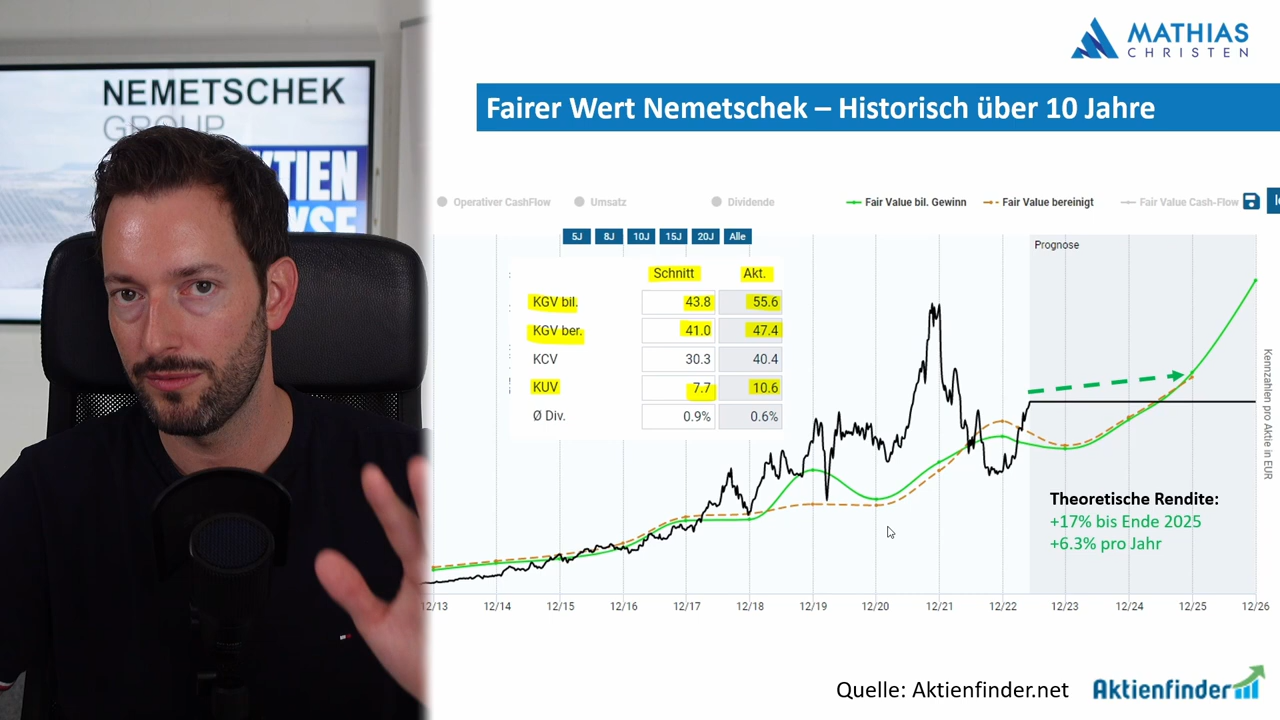 NEMETSCHEK
GROUP
AKTIEN
MATHIAS
CHRISTEN
Fairer Wert Nemetschek – Historisch über 10 Jahre
Operativer CashFlow
Umsatz
Dividende
Fair Value bil. Gewinn
Fair Value bereinigt
Fair Value Cash-Flow
5J 8J 10J 15J 20J Alle
Prognose
Schnitt Akt.
KGV bil. 43.8 55.6
KGV ber. 41.0 47.4
KCV 30.3 40.4
KUV 7.7 10.6
Ø Div. 0.9% 0.6%
Kennzahlen pro Aktie in EUR
Theoretische Rendite:
+17% bis Ende 2025
+6.3% pro Jahr
12/13 12/14 12/15 12/16 12/17 12/18 12/19 12/20 12/21 12/22 12/23 12/24 12/25 12/26
Quelle: Aktienfinder.net
Aktienfinder